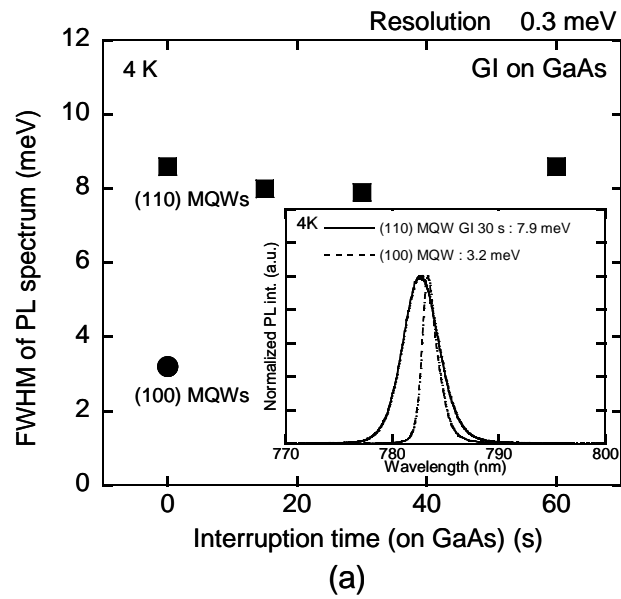 Resolution 0.3 meV
12
10
8
6
4
2
0
FWHM of PL spectrum (meV)
4 K
GI on GaAs
(110) MQWs
(100) MQWs
4K
(110) MQW GI 30 s : 7.9 meV
(100) MQW : 3.2 meV
Normalized PL int. (a.u.)
770
780
790
800
Wavelength (nm)
0
20
40
60
Interruption time (on GaAs) (s)
(a)